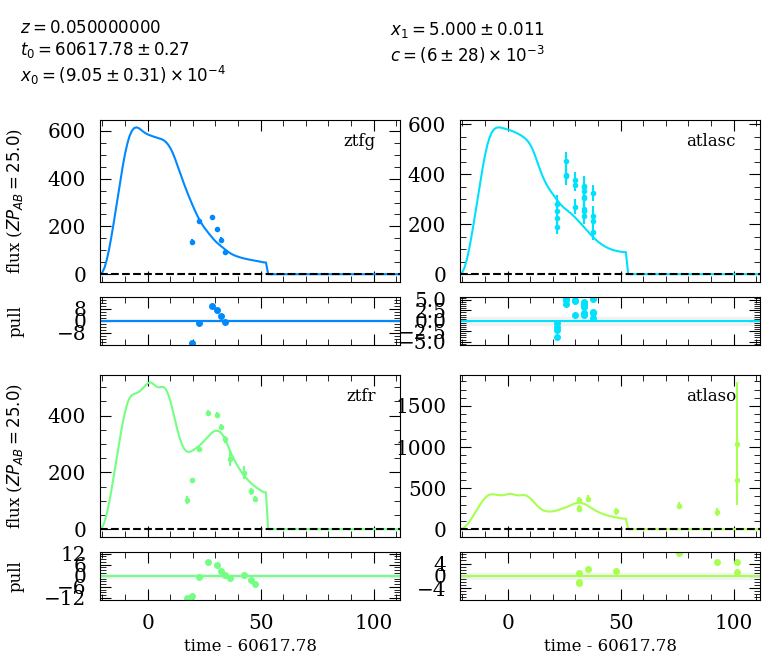 z = 0.050000000
t₀ = 60617.78 ± 0.27
x₀ = (9.05 ± 0.31) × 10⁻⁴
x₁ = 5.000 ± 0.011
c = (6 ± 28) × 10⁻³
ztfg
flux (ZP_AB = 25.0)
600
400
200
0
atlasc
600
400
200
0
pull
8
0
−8
5.0
2.5
0.0
−2.5
−5.0
ztfr
flux (ZP_AB = 25.0)
400
200
0
atlaso
1500
1000
500
0
pull
12
6
0
−6
−12
4
0
−4
0 50 100
time - 60617.78
0 50 100
time - 60617.78